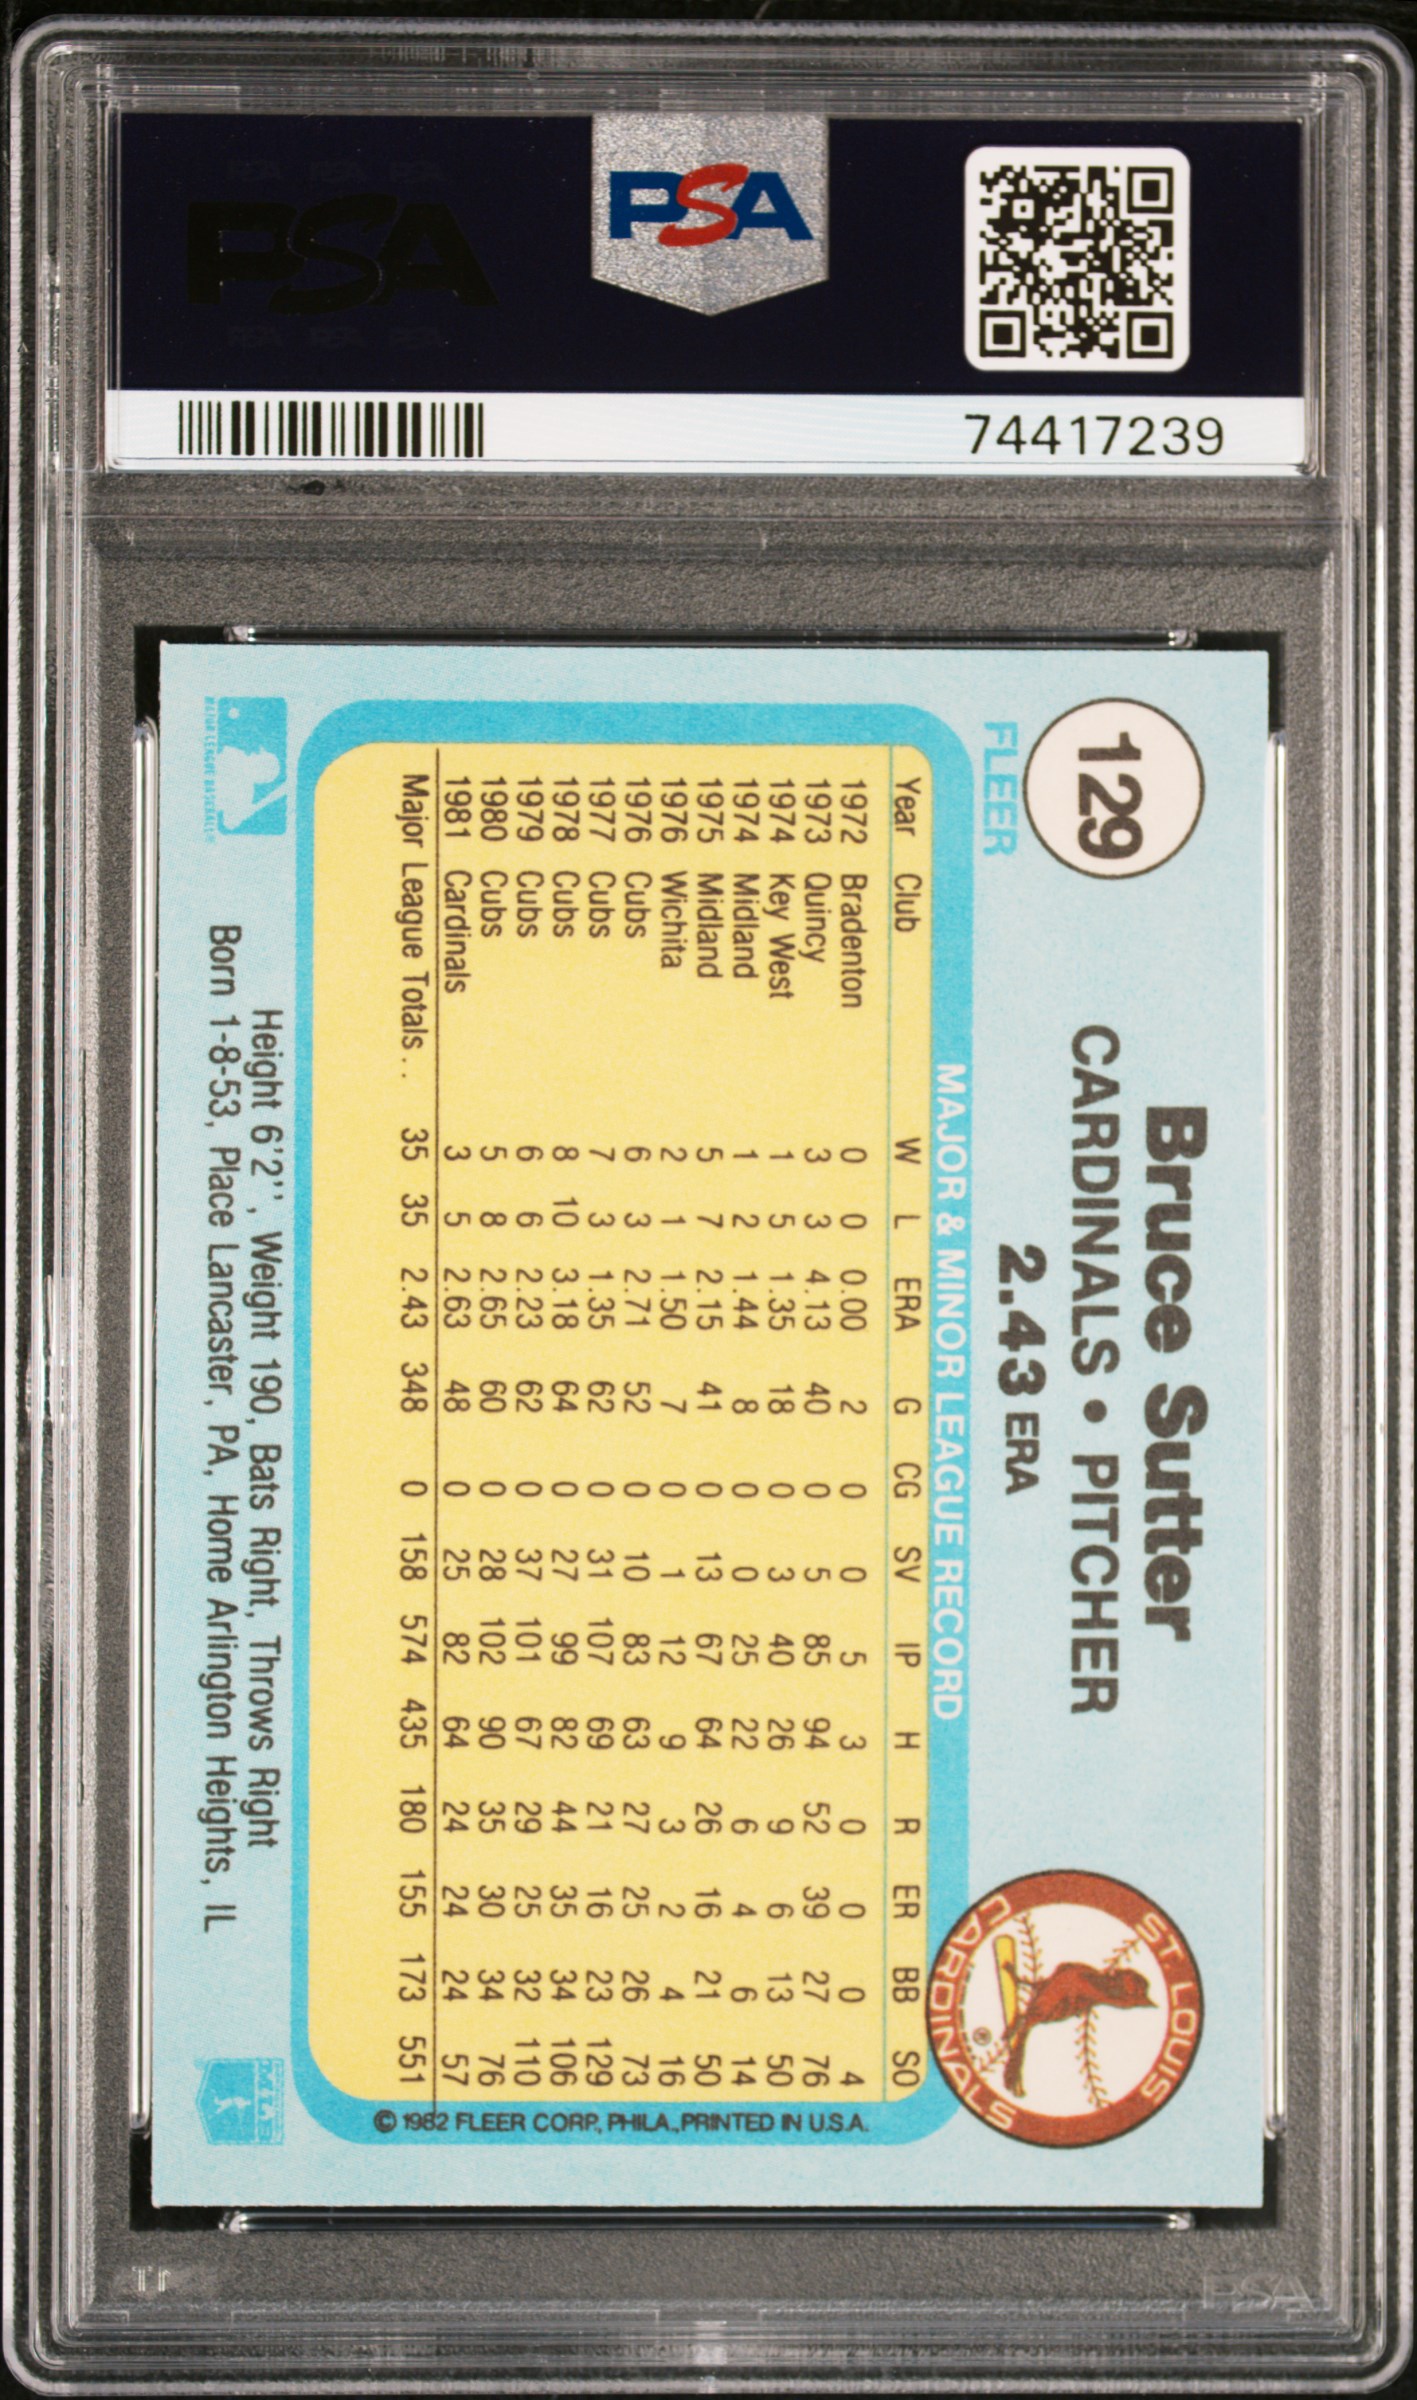 PSA
PSA
74417239
129
FLEER
Bruce Sutter
CARDINALS • PITCHER
2.43 ERA
ST. LOUIS CARDINALS
®
MAJOR & MINOR LEAGUE RECORD
Year Club W L ERA G CG SV IP H R ER BB SO
1972 Bradenton 0 0 0.00 2 0 0 5 3 0 0 0 4
1973 Quincy 3 3 4.13 40 0 5 85 94 52 39 27 76
1974 Key West 1 5 1.35 18 0 3 40 26 9 6 13 50
1974 Midland 1 2 1.44 8 0 0 25 22 6 4 6 14
1975 Midland 5 7 2.15 41 0 13 67 64 26 16 21 50
1976 Wichita 2 1 1.50 7 0 1 12 9 3 2 4 16
1976 Cubs 6 3 2.71 52 0 10 83 63 27 25 26 73
1977 Cubs 7 3 1.35 62 0 31 107 69 21 16 23 129
1978 Cubs 8 10 3.18 64 0 27 99 82 44 35 34 106
1979 Cubs 6 6 2.23 62 0 37 101 67 29 25 32 110
1980 Cubs 5 8 2.65 60 0 28 102 90 35 30 34 76
1981 Cardinals 3 5 2.63 48 0 25 82 64 24 24 24 57
Major League Totals.. 35 35 2.43 348 0 158 574 435 180 155 173 551
© 1982 FLEER CORP., PHILA., PRINTED IN U.S.A.
MAJOR LEAGUE BASEBALL
Height 6'2'', Weight 190, Bats Right, Throws Right
Born 1-8-53, Place Lancaster, PA, Home Arlington Heights, IL
PSA